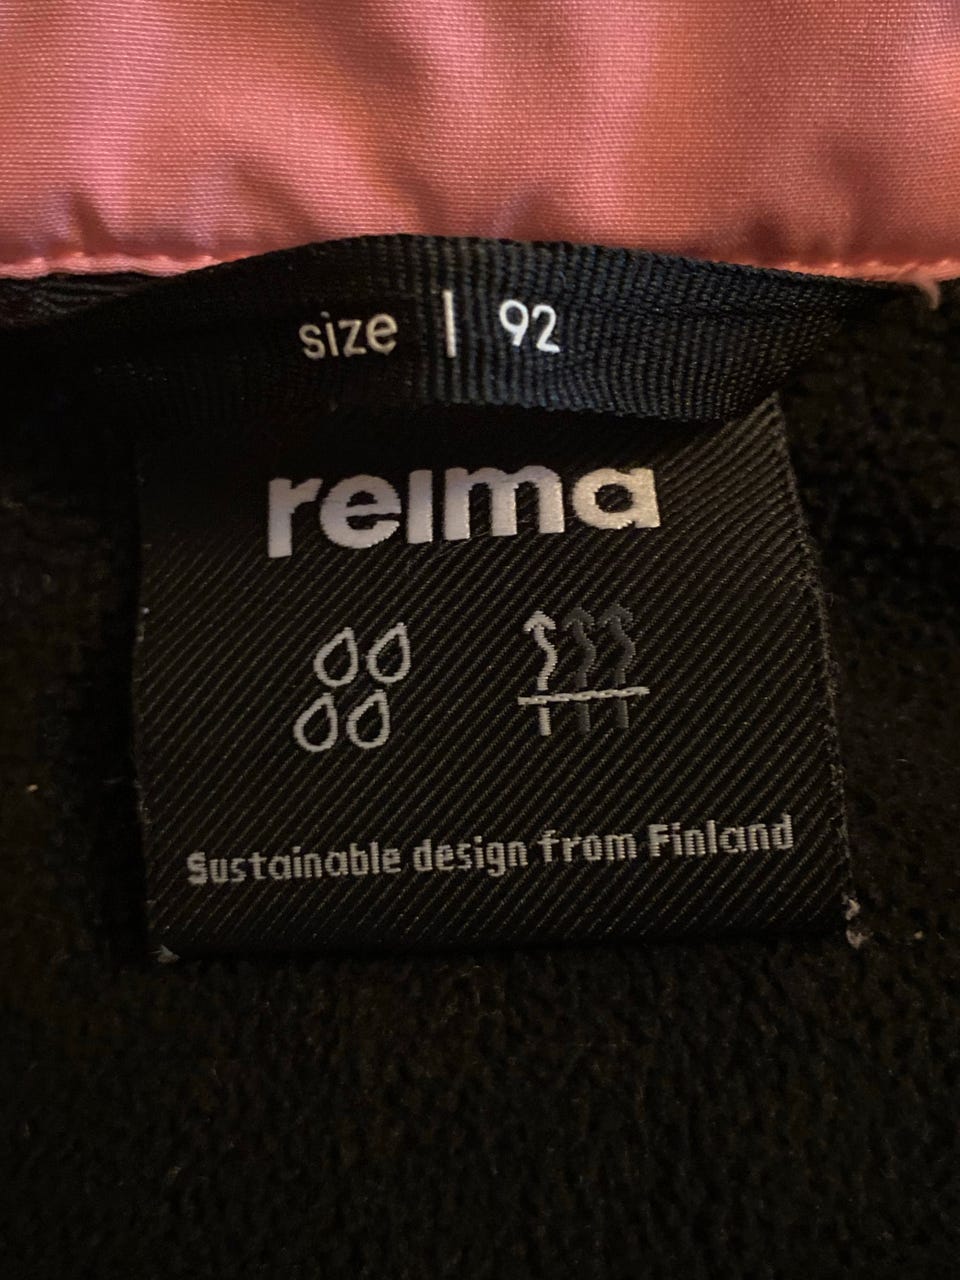 size | 92
reima
Sustainable design from Finland